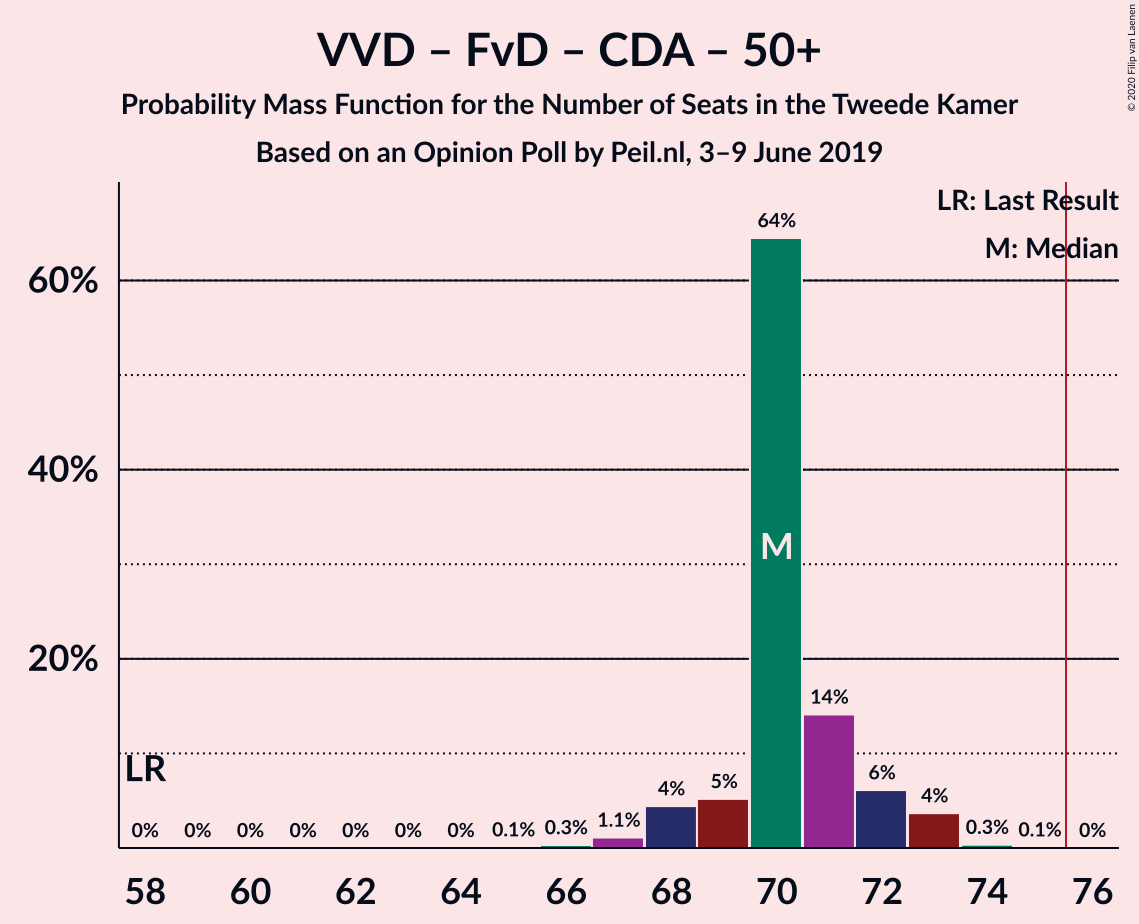 VVD – FvD – CDA – 50+
Probability Mass Function for the Number of Seats in the Tweede Kamer
Based on an Opinion Poll by Peil.nl, 3–9 June 2019
© 2020 Filip van Laenen
LR: Last Result
M: Median
60%
40%
20%
LR
M
0% 0% 0% 0% 0% 0% 0% 0.1% 0.3% 1.1% 4% 5% 64% 14% 6% 4% 0.3% 0.1% 0%
58 60 62 64 66 68 70 72 74 76